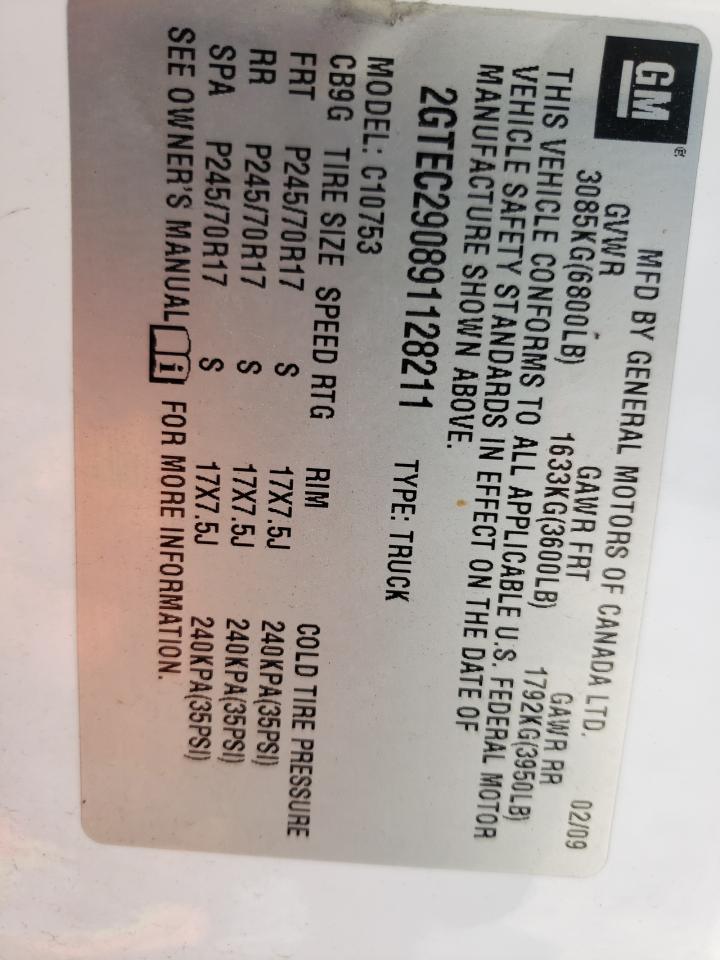 GM®
MFD BY GENERAL MOTORS OF CANADA LTD. 02/09
GVWR GAWR FRT GAWR RR
3085KG(6800LB) 1633KG(3600LB) 1792KG(3950LB)
THIS VEHICLE CONFORMS TO ALL APPLICABLE U.S. FEDERAL MOTOR
VEHICLE SAFETY STANDARDS IN EFFECT ON THE DATE OF
MANUFACTURE SHOWN ABOVE.
2GTEC290891128211 TYPE: TRUCK
MODEL: C10753
CB9G TIRE SIZE SPEED RTG RIM COLD TIRE PRESSURE
FRT P245/70R17 S 17X7.5J 240KPA(35PSI)
RR P245/70R17 S 17X7.5J 240KPA(35PSI)
SPA P245/70R17 S 17X7.5J 240KPA(35PSI)
SEE OWNER'S MANUAL i FOR MORE INFORMATION.